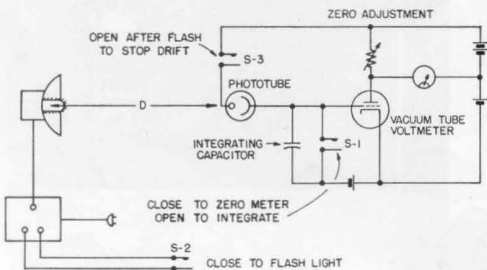 ZERO ADJUSTMENT
OPEN AFTER FLASH
TO STOP DRIFT
S-3
PHOTOTUBE
D
VACUUM TUBE
VOLTMETER
S-1
INTEGRATING
CAPACITOR
CLOSE TO ZERO METER
OPEN TO INTEGRATE
S-2
CLOSE TO FLASH LIGHT